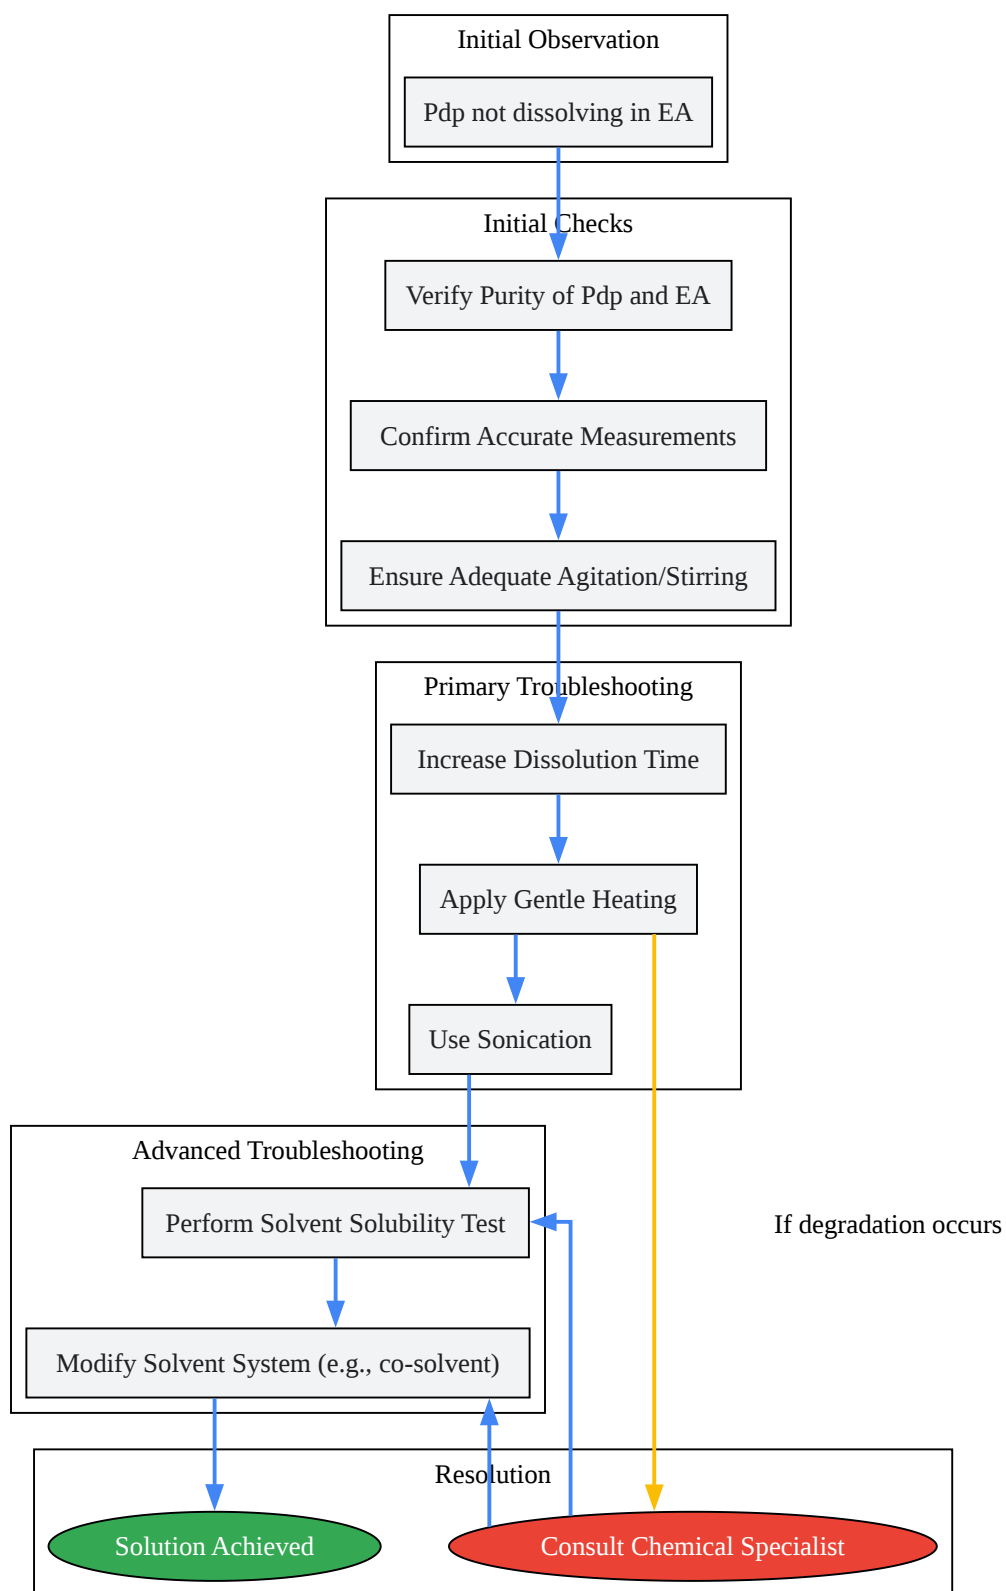 Initial Observation
Pdp not dissolving in EA
Initial Checks
Verify Purity of Pdp and EA
Confirm Accurate Measurements
Ensure Adequate Agitation/Stirring
Primary Troubleshooting
Increase Dissolution Time
Apply Gentle Heating
Use Sonication
Advanced Troubleshooting
Perform Solvent Solubility Test
If degradation occurs
Modify Solvent System (e.g., co-solvent)
Resolution
Solution Achieved
Consult Chemical Specialist